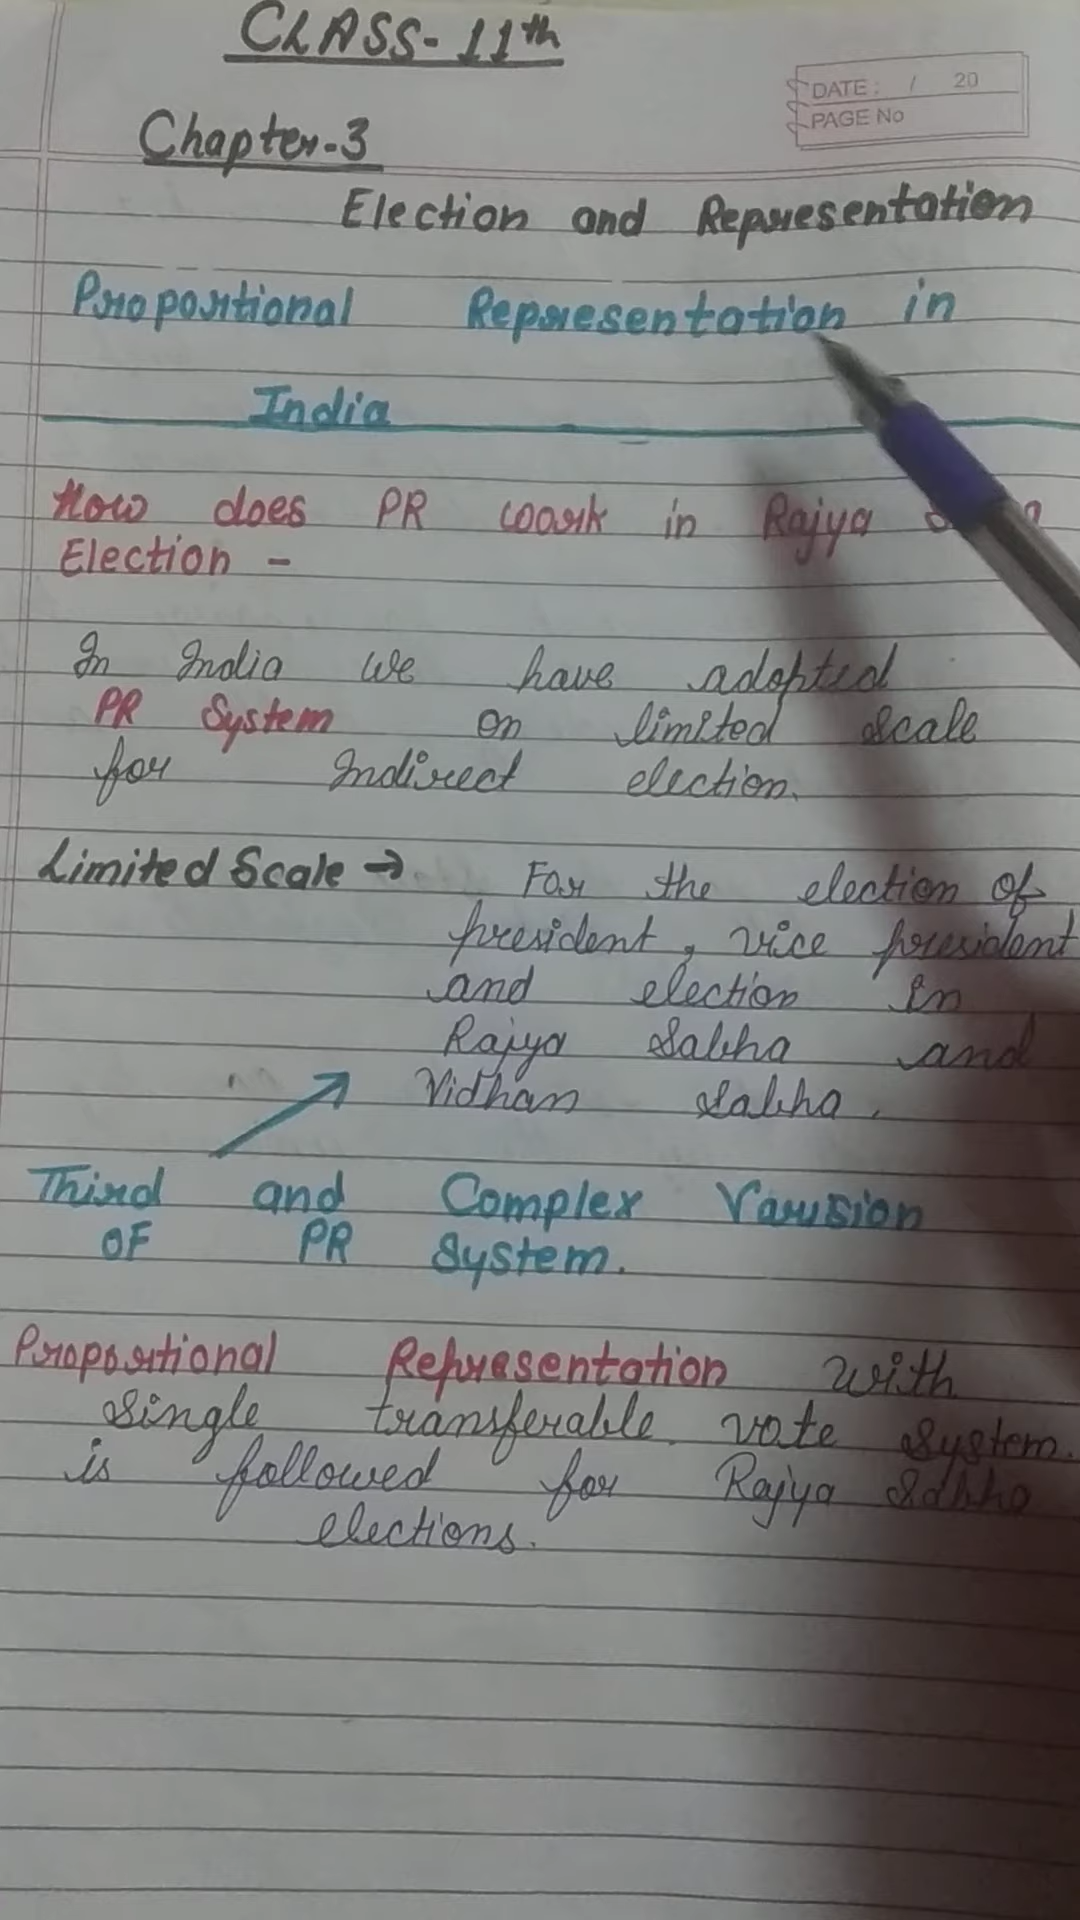 CLASS- 11th
DATE: / 20
PAGE No
Chapter-3
Election and Representation
Proportional Representation in
India
How does PR work in Rajya
Election -
In India we have adopted
PR System on limited scale
for Indirect election.
Limited Scale → For the election of
president, vice president
and election in
Rajya Sabha and
Vidhan Sabha.
Third and Complex Varusion
OF PR System.
Proportional Representation with
single transferable vote system.
is followed for Rajya Sabha
elections.